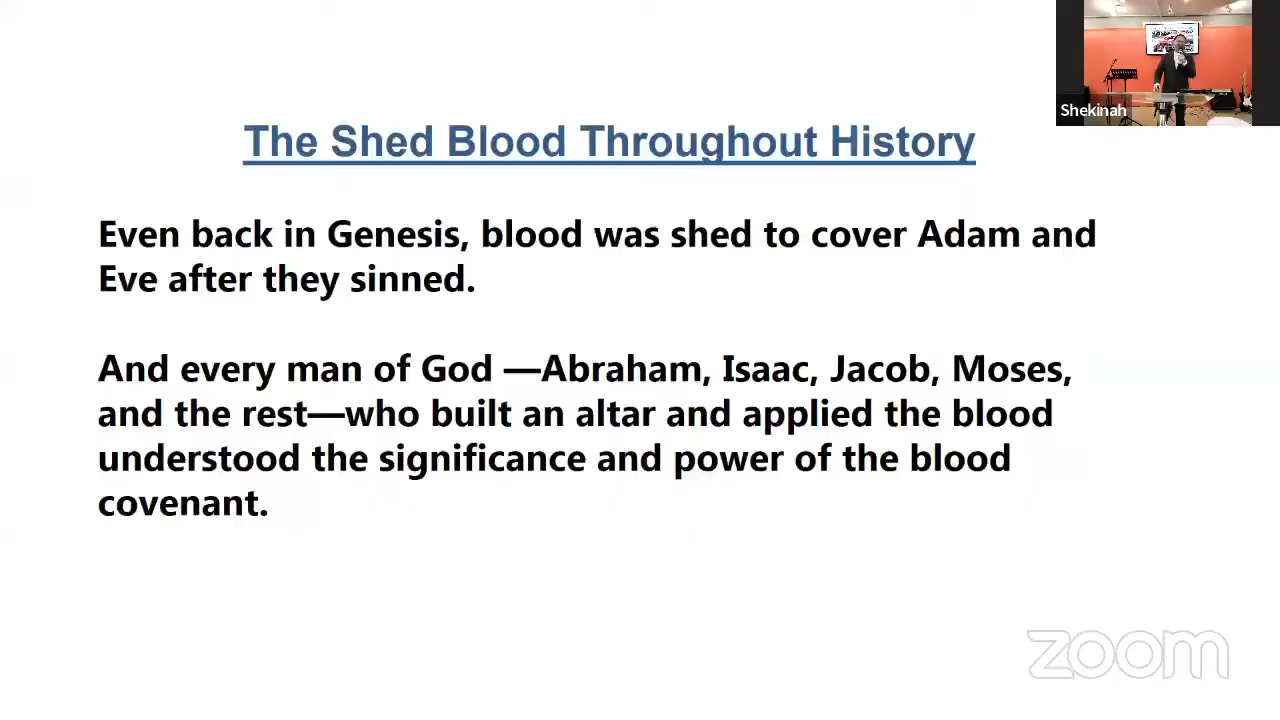 Shekinah
The Shed Blood Throughout History
Even back in Genesis, blood was shed to cover Adam and
Eve after they sinned.
And every man of God —Abraham, Isaac, Jacob, Moses,
and the rest—who built an altar and applied the blood
understood the significance and power of the blood
covenant.
zoom